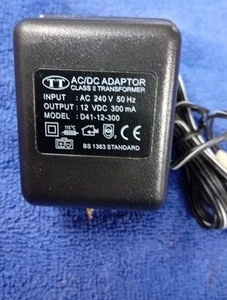 TT AC/DC ADAPTOR
CLASS II TRANSFORMER
INPUT : AC 240 V 50 Hz
OUTPUT : 12 VDC 300 mA
MODEL : D41-12-300
BS 1363 STANDARD